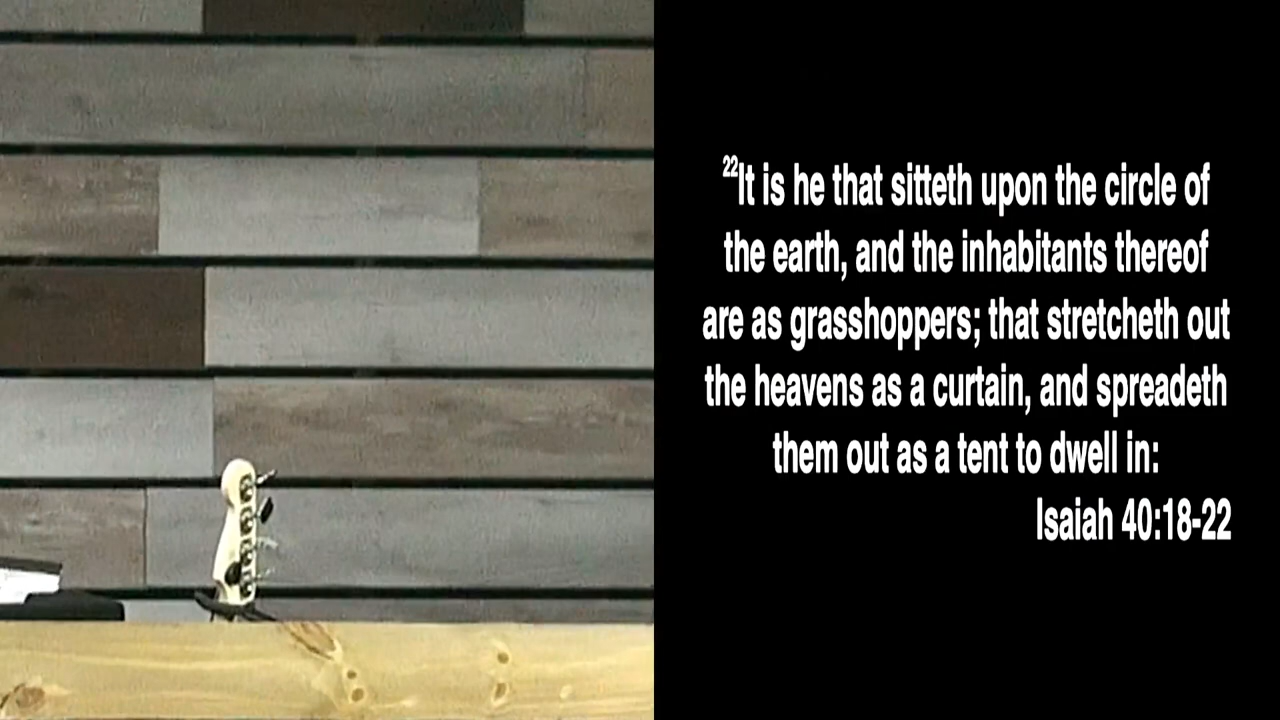 ²²It is he that sitteth upon the circle of
the earth, and the inhabitants thereof
are as grasshoppers; that stretcheth out
the heavens as a curtain, and spreadeth
them out as a tent to dwell in:
Isaiah 40:18-22